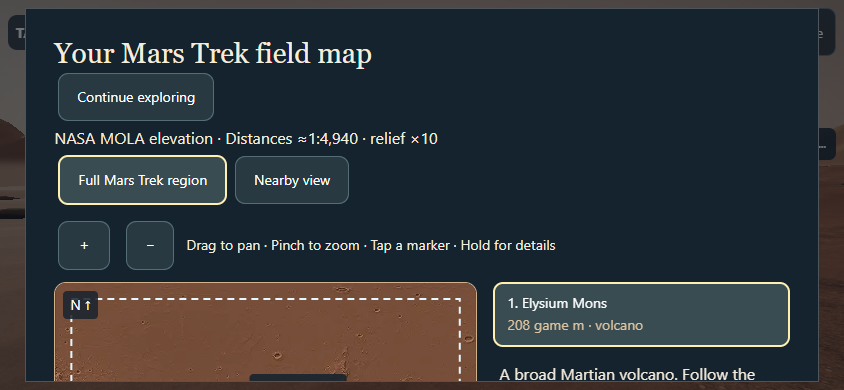 Your Mars Trek field map
Continue exploring
NASA MOLA elevation · Distances ≈1:4,940 · relief ×10
Full Mars Trek region
Nearby view
+
−
Drag to pan · Pinch to zoom · Tap a marker · Hold for details
N ↑
1. Elysium Mons
208 game m · volcano
A broad Martian volcano. Follow the